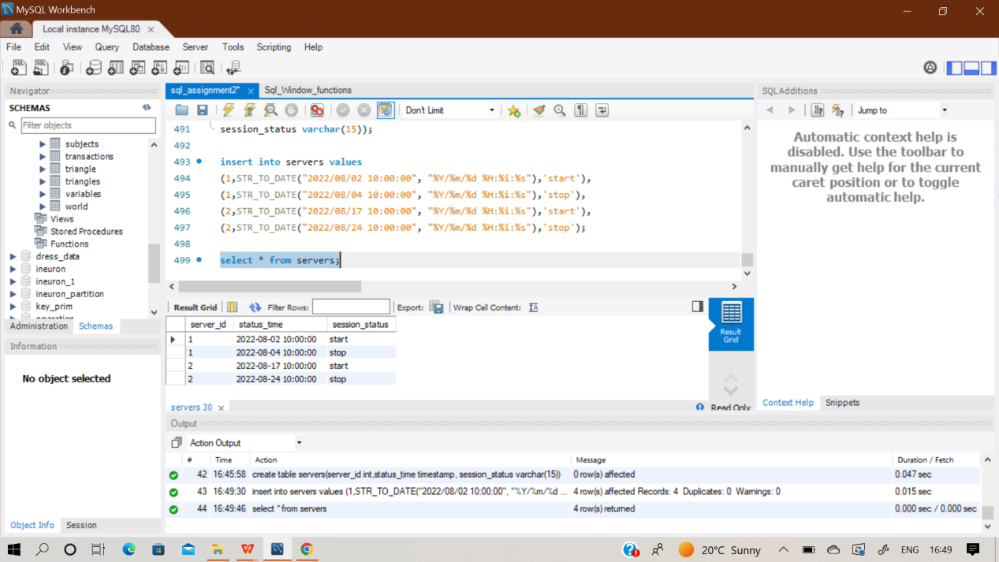 MySQL Workbench
Local instance MySQL80
File Edit View Query Database Server Tools Scripting Help
Navigator
SCHEMAS
Filter objects
subjects
transactions
triangle
triangles
variables
world
Views
Stored Procedures
Functions
dress_data
ineuron
ineuron_1
ineuron_partition
key_prim
operation
Administration Schemas
Information
No object selected
Object Info Session
sql_assignment2* Sql_Window_functions
Don't Limit
491 session_status varchar(15));
492
493 insert into servers values
494 (1,STR_TO_DATE("2022/08/02 10:00:00", "%Y/%m/%d %H:%i:%s"),'start'),
495 (1,STR_TO_DATE("2022/08/04 10:00:00", "%Y/%m/%d %H:%i:%s"),'stop'),
496 (2,STR_TO_DATE("2022/08/17 10:00:00", "%Y/%m/%d %H:%i:%s"),'start'),
497 (2,STR_TO_DATE("2022/08/24 10:00:00", "%Y/%m/%d %H:%i:%s"),'stop');
498
499 select * from servers;
Result Grid Filter Rows: Export: Wrap Cell Content:
server_id status_time session_status
1 2022-08-02 10:00:00 start
1 2022-08-04 10:00:00 stop
2 2022-08-17 10:00:00 start
2 2022-08-24 10:00:00 stop
Result
Grid
servers 30
Read Only
SQLAdditions
Jump to
Automatic context help is
disabled. Use the toolbar to
manually get help for the current
caret position or to toggle
automatic help.
Context Help Snippets
Output
Action Output
# Time Action Message Duration / Fetch
42 16:45:58 create table servers(server_id int,status_time timestamp, session_status varchar(15)) 0 row(s) affected 0.047 sec
43 16:49:30 insert into servers values (1,STR_TO_DATE("2022/08/02 10:00:00", "%Y/%m/%d ... 4 row(s) affected Records: 4 Duplicates: 0 Warnings: 0 0.015 sec
44 16:49:46 select * from servers 4 row(s) returned 0.000 sec / 0.000 sec
20°C Sunny ENG 16:49